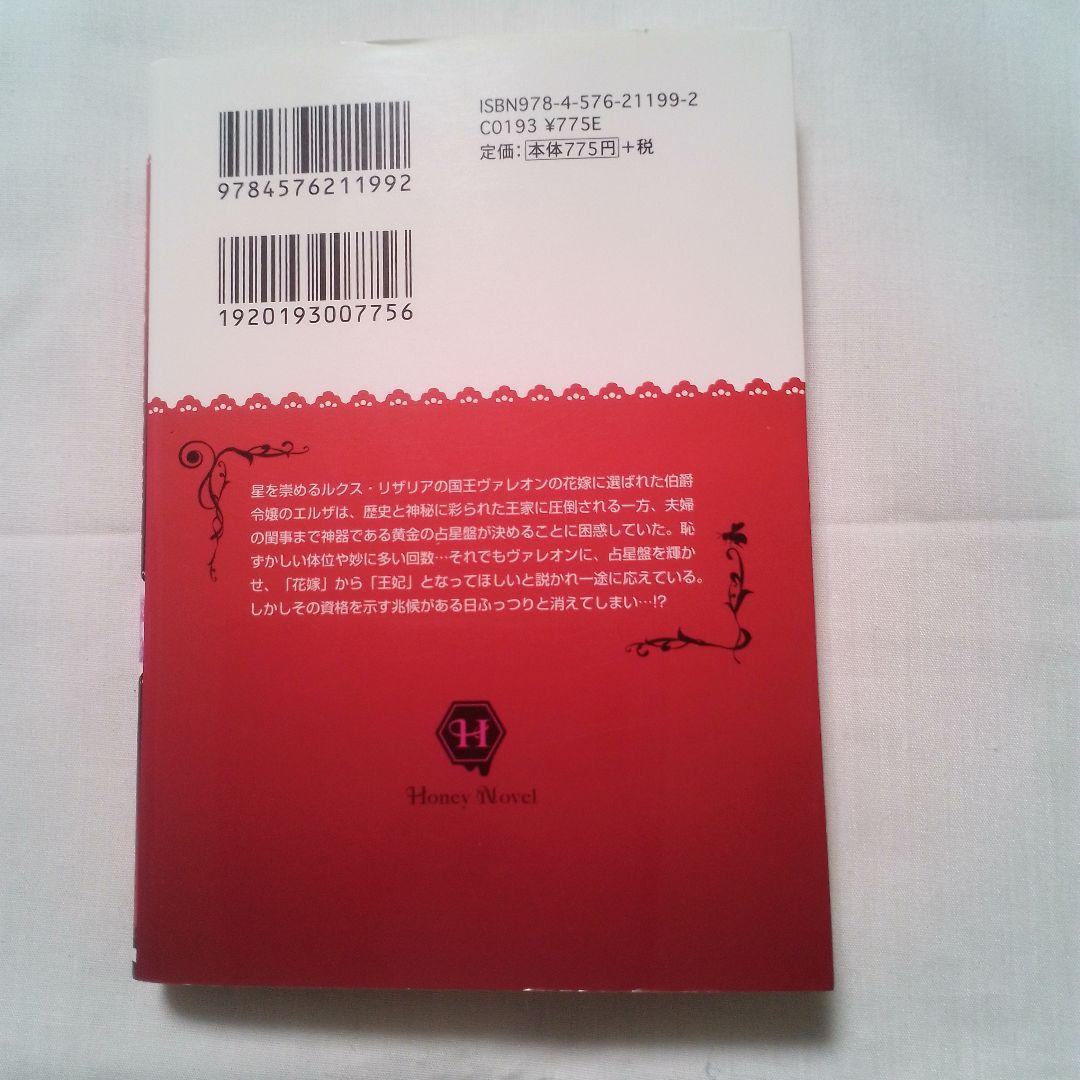 ISBN978-4-576-21199-2
C0193 ¥775E
定価：本体775円＋税
9784576211992
1920193007756
星を崇めるルクス・リザリアの国王ヴァレオンの花嫁に選ばれた伯爵
令嬢のエルザは、歴史と神秘に彩られた王家に圧倒される一方、夫婦
の閨事まで神器である黄金の占星盤が決めることに困惑していた。恥
ずかしい体位や妙に多い回数…それでもヴァレオンに、占星盤を輝か
せ、「花嫁」から「王妃」となってほしいと説かれ一途に応えている。
しかしその資格を示す兆候がある日ふっつりと消えてしまい…!?
H
Honey Novel